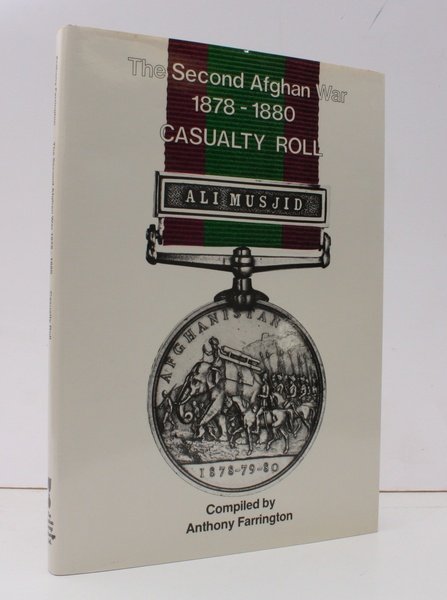 The Second Afghan War
1878 - 1880
CASUALTY ROLL
ALI MUSJID
AFGHANISTAN
1878-79-80
Compiled by
Anthony Farrington